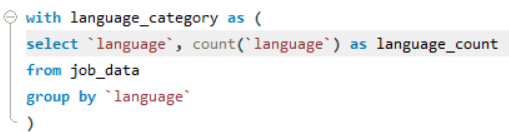 with language_category as (
select `language`, count(`language`) as language_count
from job_data
group by `language`
)